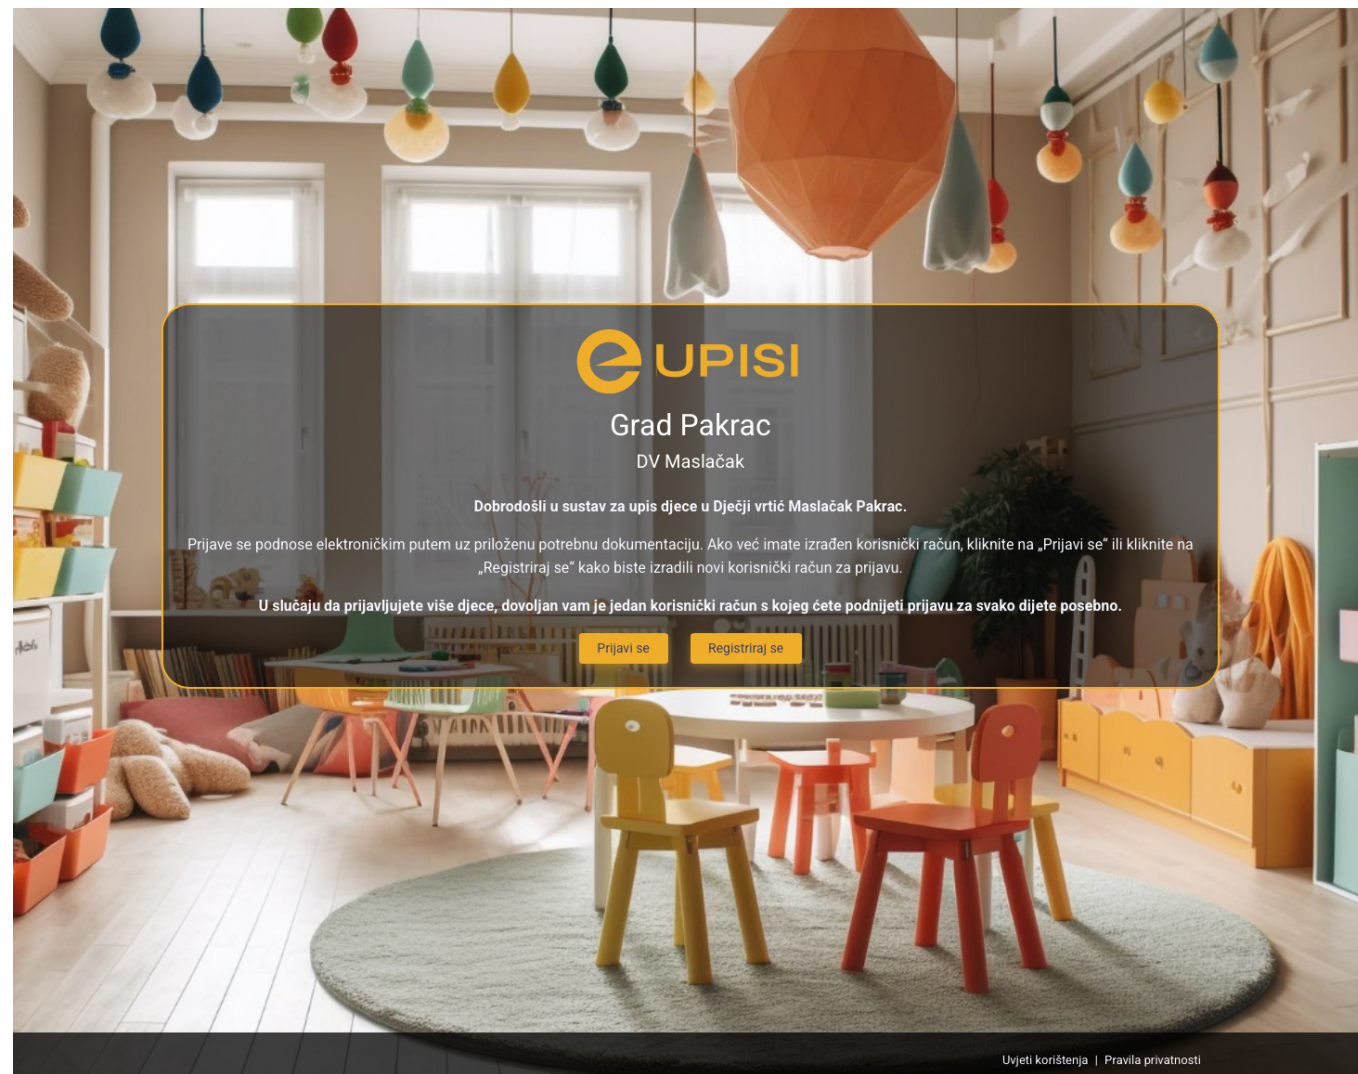 e UPISI
Grad Pakrac
DV Maslačak
Dobrodošli u sustav za upis djece u Dječji vrtić Maslačak Pakrac.
Prijave se podnose elektroničkim putem uz priloženu potrebnu dokumentaciju. Ako već imate izrađen korisnički račun, kliknite na „Prijavi se“ ili kliknite na
„Registriraj se“ kako biste izradili novi korisnički račun za prijavu.
U slučaju da prijavljujete više djece, dovoljan vam je jedan korisnički račun s kojeg ćete podnijeti prijavu za svako dijete posebno.
Prijavi se Registriraj se
Uvjeti korištenja | Pravila privatnosti